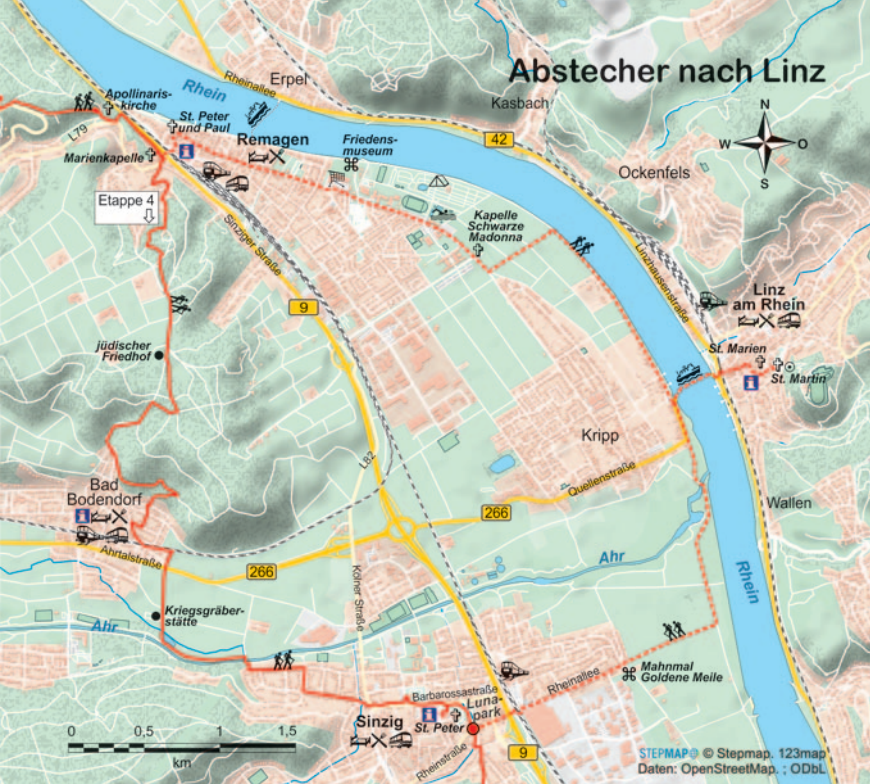 Abstecher nach Linz
Rhein
Rheinallee
Erpel
Kasbach
Apollinaris-
kirche
St. Peter
und Paul
L79
Marienkapelle
i
Remagen
Friedens-
museum
42
N
W
O
S
Ockenfels
Etappe 4
Sinziger Straße
Kapelle
Schwarze
Madonna
Linzhausenstraße
Linz
am Rhein
9
jüdischer
Friedhof
St. Marien
St. Martin
i
Kripp
L82
Quellenstraße
Bad
Bodendorf
i
266
Wallen
Ahrtalstraße
266
Ahr
Rhein
Kölner Straße
Kriegsgräber-
stätte
Ahr
Mahnmal
Goldene Meile
Rheinallee
Barbarossastraße
Luna-
park
Sinzig
i
St. Peter
Rheinstraße
9
0 0,5 1 1,5
km
STEPMAP © Stepmap. 123map
Daten: OpenStreetMap. ; ODbL